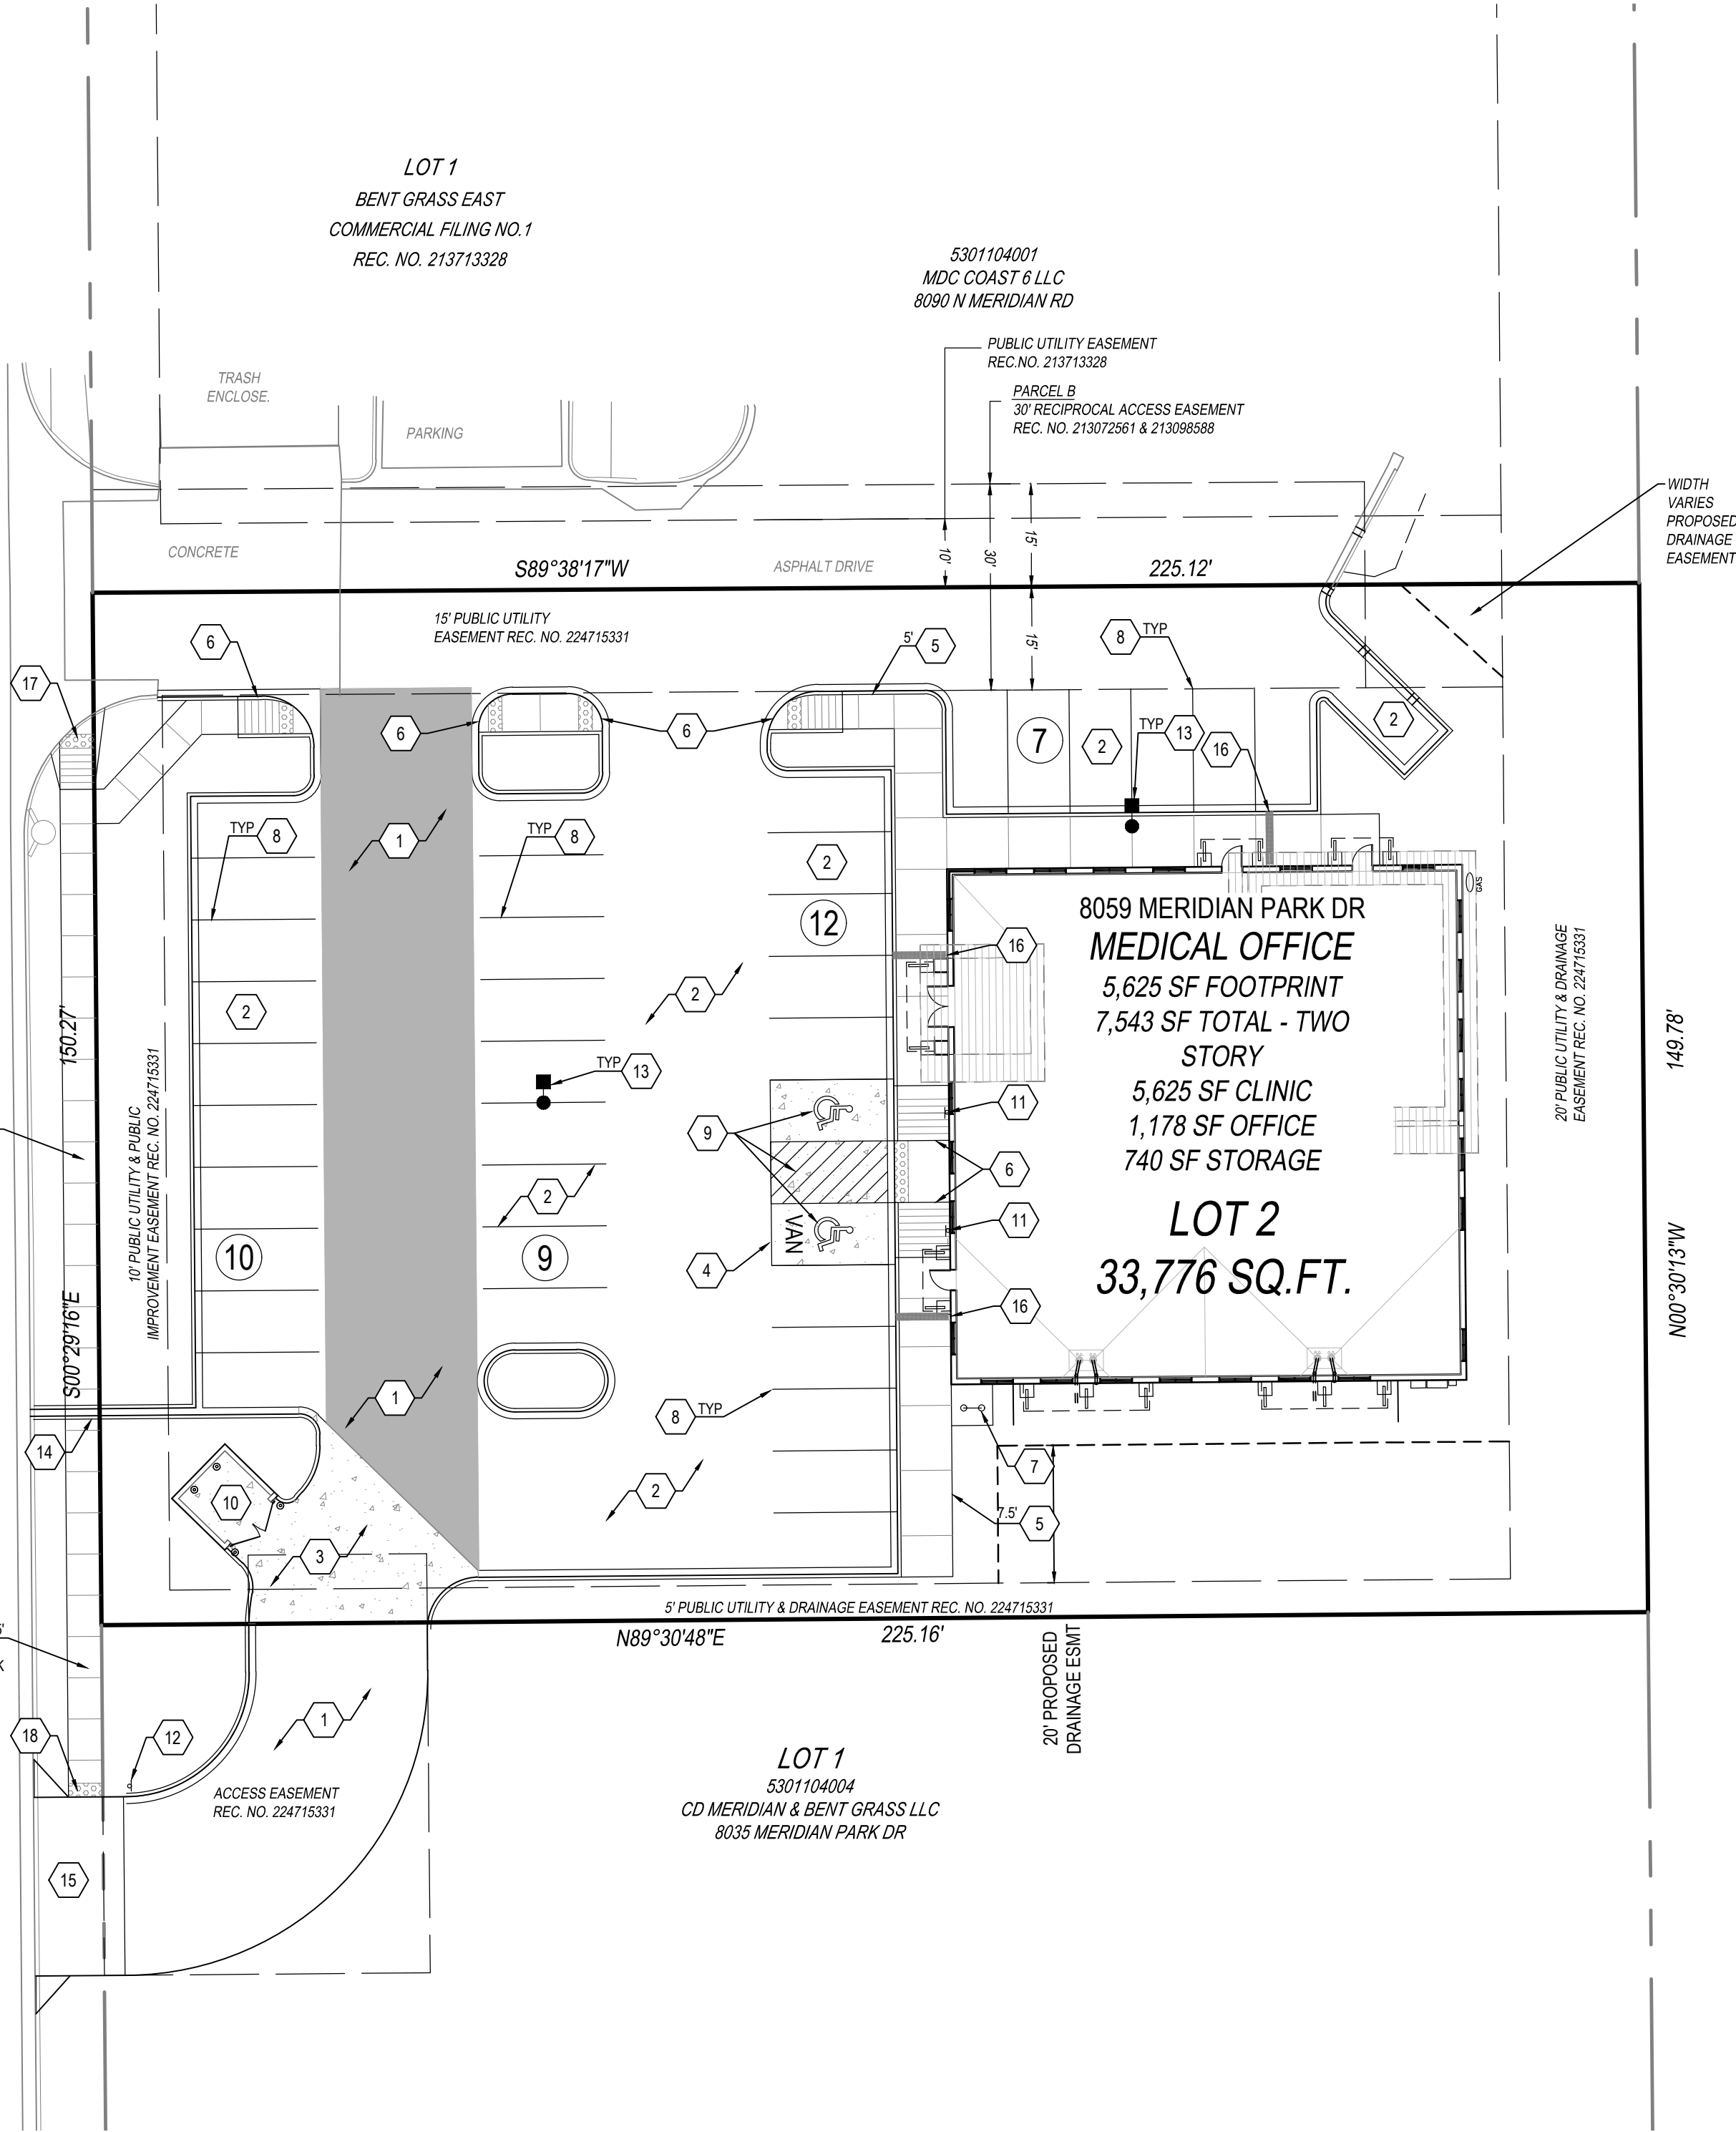 LOT 1
BENT GRASS EAST
COMMERCIAL FILING NO.1
REC. NO. 213713328
5301104001
MDC COAST 6 LLC
8090 N MERIDIAN RD
PUBLIC UTILITY EASEMENT
REC.NO. 213713328
PARCEL B
30' RECIPROCAL ACCESS EASEMENT
REC. NO. 213072561 & 213098588
TRASH
ENCLOSE.
PARKING
WIDTH
VARIES
PROPOSED
DRAINAGE
EASEMENT
CONCRETE
S89°38'17"W
ASPHALT DRIVE
10'
30'
15'
225.12'
15' PUBLIC UTILITY
EASEMENT REC. NO. 224715331
15'
6
5'
5
8
TYP
17
6
6
7
2
TYP
13
16
2
TYP
8
1
TYP
8
2
12
GAS
8059 MERIDIAN PARK DR
MEDICAL OFFICE
5,625 SF FOOTPRINT
7,543 SF TOTAL - TWO
STORY
5,625 SF CLINIC
1,178 SF OFFICE
740 SF STORAGE
LOT 2
33,776 SQ.FT.
16
2
2
150.27'
S00°29'16"E
10' PUBLIC UTILITY & PUBLIC
IMPROVEMENT EASEMENT REC. NO. 224715331
20' PUBLIC UTILITY & DRAINAGE
EASEMENT REC. NO. 224715331
149.78'
N00°30'13"W
TYP
13
11
9
6
2
11
VAN
10
9
4
16
1
8
TYP
14
7
2
10
7.5'
5
3
5' PUBLIC UTILITY & DRAINAGE EASEMENT REC. NO. 224715331
N89°30'48"E
225.16'
20' PROPOSED
DRAINAGE ESMT
K
1
18
12
ACCESS EASEMENT
REC. NO. 224715331
LOT 1
5301104004
CD MERIDIAN & BENT GRASS LLC
8035 MERIDIAN PARK DR
15